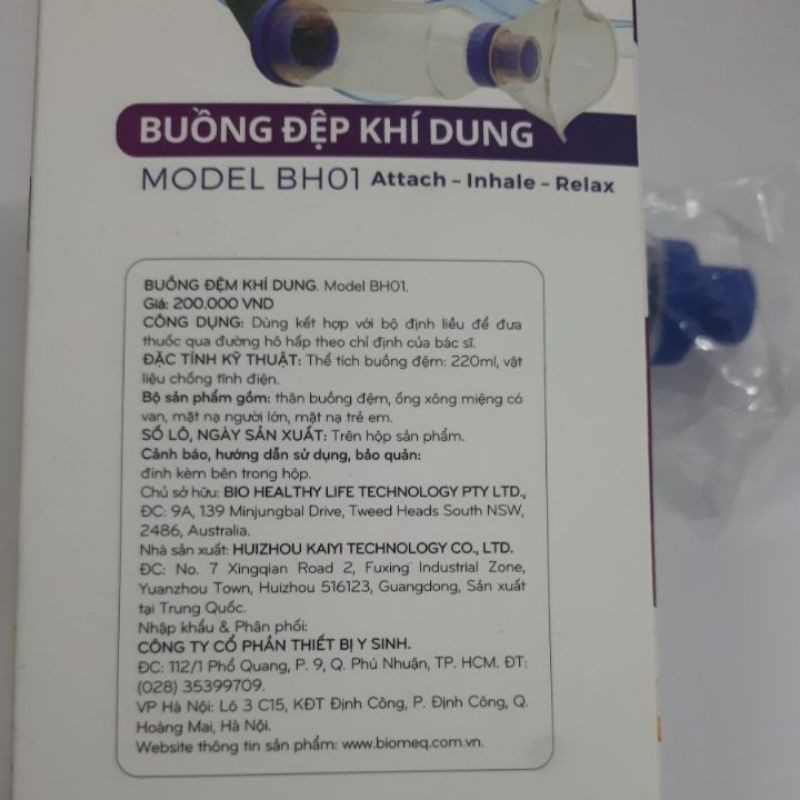 BUỒNG ĐỆP KHÍ DUNG
MODEL BH01 Attach – Inhale – Relax
BUỒNG ĐỆM KHÍ DUNG. Model BH01.
Giá: 200.000 VND
CÔNG DỤNG: Dùng kết hợp với bộ định liều để đưa
thuốc qua đường hô hấp theo chỉ định của bác sĩ.
ĐẶC TÍNH KỸ THUẬT: Thể tích buồng đệm: 220ml, vật
liệu chống tĩnh điện.
Bộ sản phẩm gồm: thân buồng đệm, ống xông miệng có
van, mặt nạ người lớn, mặt nạ trẻ em.
SỐ LÔ, NGÀY SẢN XUẤT: Trên hộp sản phẩm.
Cảnh báo, hướng dẫn sử dụng, bảo quản:
đính kèm bên trong hộp.
Chủ sở hữu: BIO HEALTHY LIFE TECHNOLOGY PTY LTD.,
ĐC: 9A, 139 Minjungbal Drive, Tweed Heads South NSW,
2486, Australia.
Nhà sản xuất: HUIZHOU KAIYI TECHNOLOGY CO., LTD.
ĐC: No. 7 Xingqian Road 2, Fuxing Industrial Zone,
Yuanzhou Town, Huizhou 516123, Guangdong, Sản xuất
tại Trung Quốc.
Nhập khẩu & Phân phối:
CÔNG TY CỔ PHẦN THIẾT BỊ Y SINH.
ĐC: 112/1 Phổ Quang, P. 9, Q. Phú Nhuận, TP. HCM. ĐT:
(028) 35399709.
VP Hà Nội: Lô 3 C15, KĐT Định Công, P. Định Công, Q.
Hoàng Mai, Hà Nội.
Website thông tin sản phẩm: www.biomeq.com.vn.